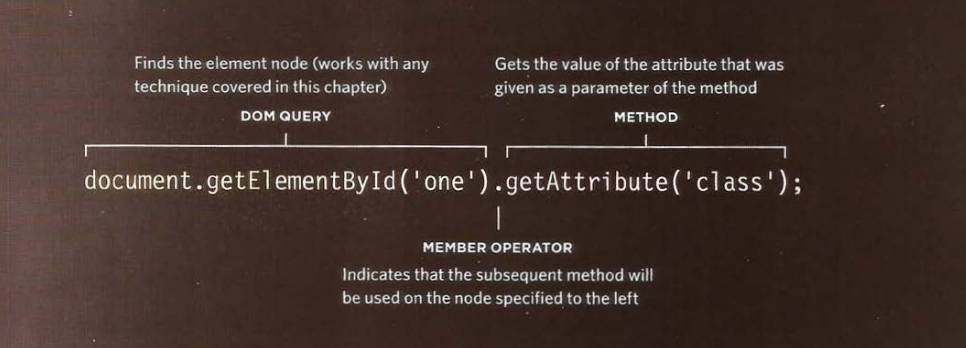 Finds the element node (works with any
technique covered in this chapter)
DOM QUERY
Gets the value of the attribute that was
given as a parameter of the method
METHOD
document.getElementById('one').getAttribute('class');
MEMBER OPERATOR
Indicates that the subsequent method will
be used on the node specified to the left